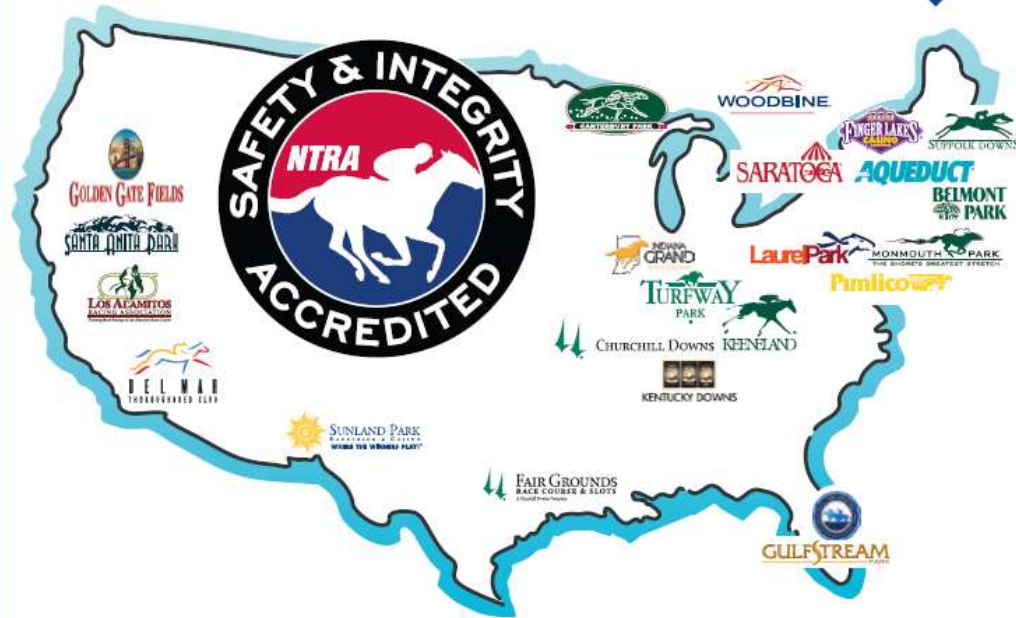 SAFETY & INTEGRITY
NTRA
ACCREDITED
CANTERBURY PARK
WOODBINE
FINGER LAKES
CASINO
SUFFOLK DOWNS
SARATOGA
AQUEDUCT
BELMONT
PARK
GOLDEN GATE FIELDS
SANTA ANITA PARK
LOS ALAMITOS
RACING ASSOCIATION
DEL MAR
THOROUGHBRED CLUB
INDIANA
GRAND
LaurelPark
MONMOUTH PARK
THE SHORE'S GREATEST STRETCH
Pimlico
TURFWAY
PARK
CHURCHILL DOWNS
KEENELAND
KENTUCKY DOWNS
SUNLAND PARK
RACETRACK & CASINO
WHERE THE WINNERS PLAY!
FAIR GROUNDS
RACE COURSE & SLOTS
GULFSTREAM
PARK